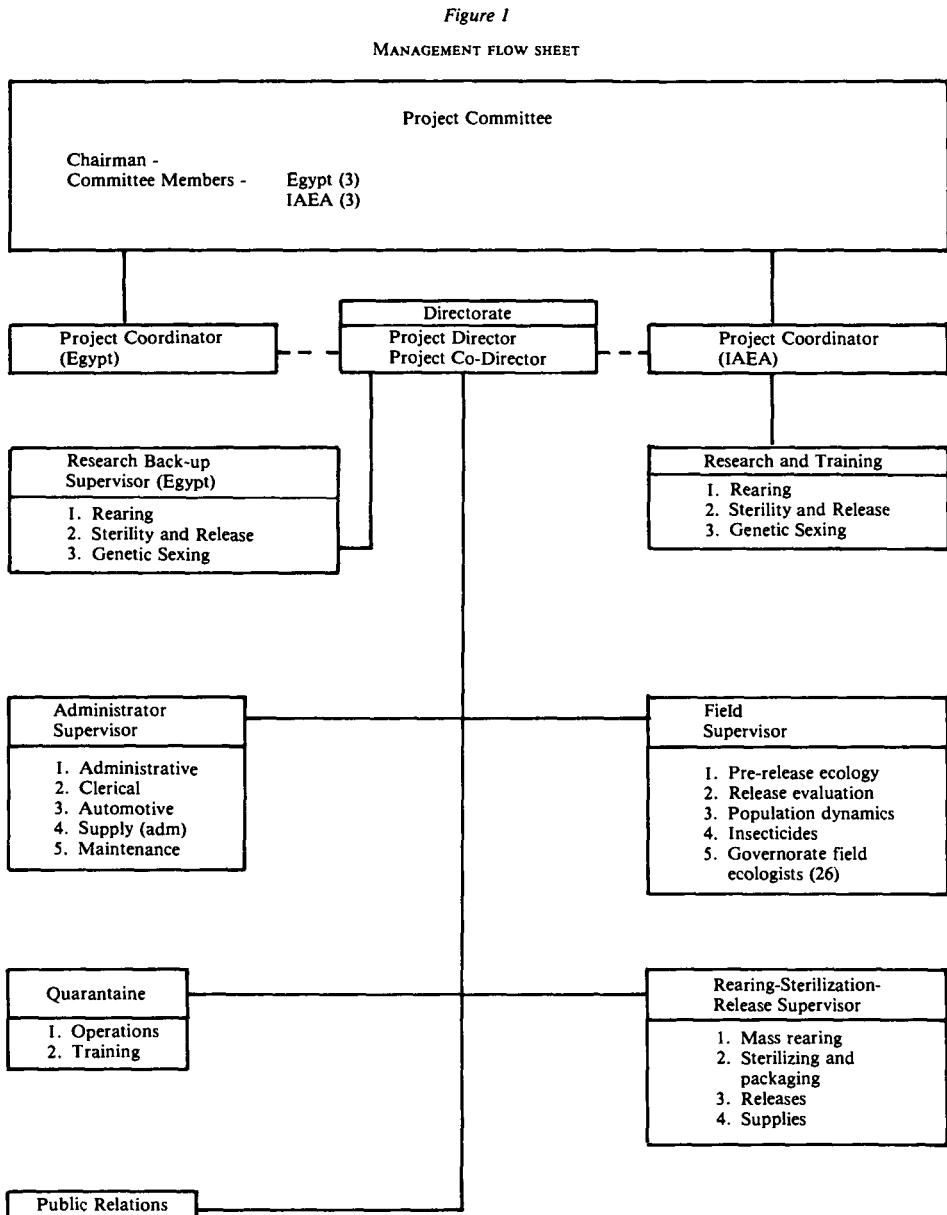 Figure 1
MANAGEMENT FLOW SHEET
Project Committee
Chairman -
Committee Members - Egypt (3)
IAEA (3)
Directorate
Project Coordinator
(Egypt)
Project Director
Project Co-Director
Project Coordinator
(IAEA)
Research Back-up
Supervisor (Egypt)
1. Rearing
2. Sterility and Release
3. Genetic Sexing
Research and Training
1. Rearing
2. Sterility and Release
3. Genetic Sexing
Administrator
Supervisor
1. Administrative
2. Clerical
3. Automotive
4. Supply (adm)
5. Maintenance
Field
Supervisor
1. Pre-release ecology
2. Release evaluation
3. Population dynamics
4. Insecticides
5. Governorate field
ecologists (26)
Quarantaine
1. Operations
2. Training
Rearing-Sterilization-
Release Supervisor
1. Mass rearing
2. Sterilizing and
packaging
3. Releases
4. Supplies
Public Relations